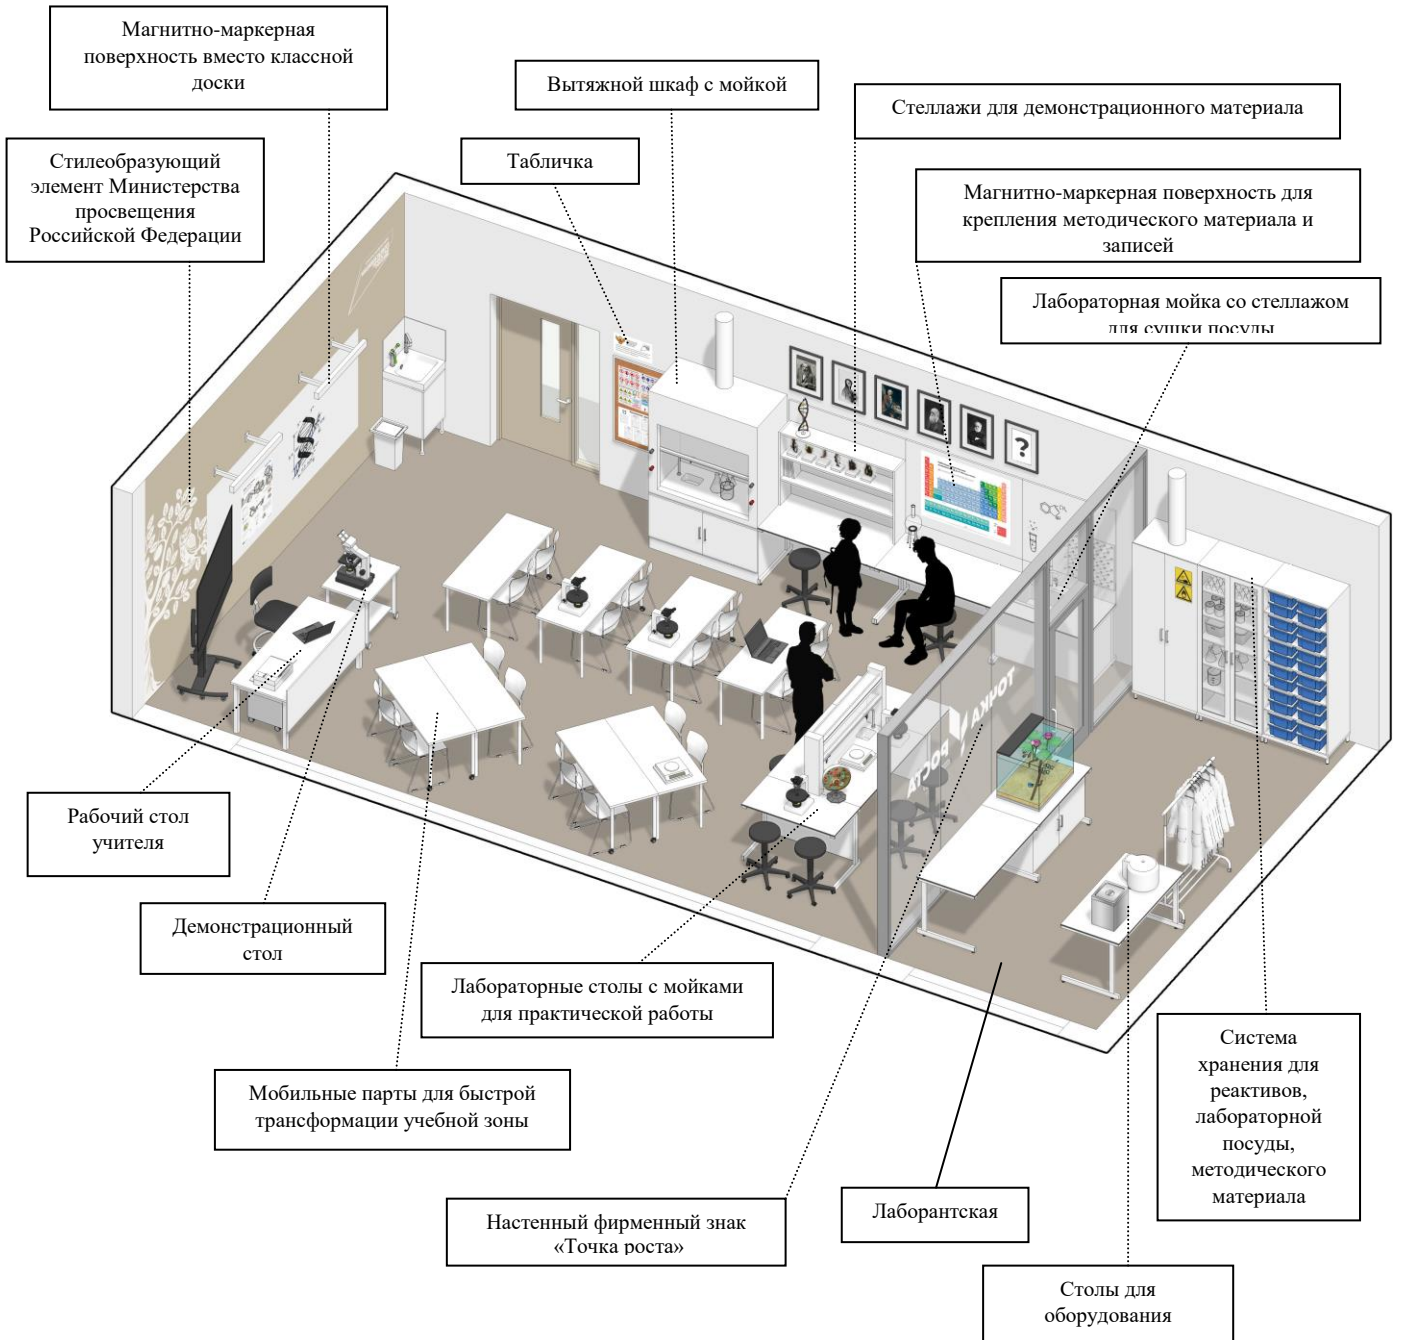 Магнитно-маркерная
поверхность вместо классной
доски
Вытяжной шкаф с мойкой
Стеллажи для демонстрационного материала
Стилеобразующий
элемент Министерства
просвещения
Российской Федерации
Табличка
Магнитно-маркерная поверхность для
крепления методического материала и
записей
Лабораторная мойка со стеллажом
для сушки посуды
?
ТОЧКА
РОСТА
Рабочий стол
учителя
Демонстрационный
стол
Лабораторные столы с мойками
для практической работы
Мобильные парты для быстрой
трансформации учебной зоны
Настенный фирменный знак
«Точка роста»
Лаборантская
Система
хранения для
реактивов,
лабораторной
посуды,
методического
материала
Столы для
оборудования